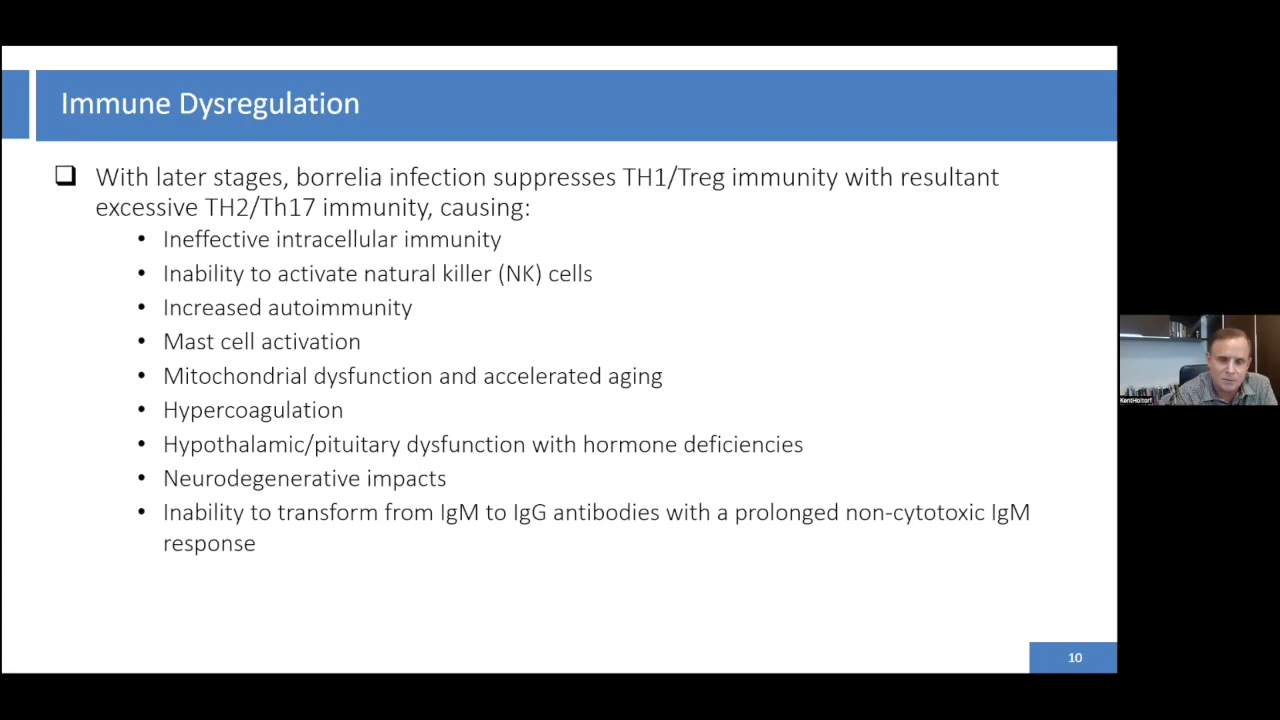 Immune Dysregulation
❑ With later stages, borrelia infection suppresses TH1/Treg immunity with resultant
excessive TH2/Th17 immunity, causing:
• Ineffective intracellular immunity
• Inability to activate natural killer (NK) cells
• Increased autoimmunity
• Mast cell activation
• Mitochondrial dysfunction and accelerated aging
• Hypercoagulation
• Hypothalamic/pituitary dysfunction with hormone deficiencies
• Neurodegenerative impacts
• Inability to transform from IgM to IgG antibodies with a prolonged non-cytotoxic IgM
response
KentHoltorf
10